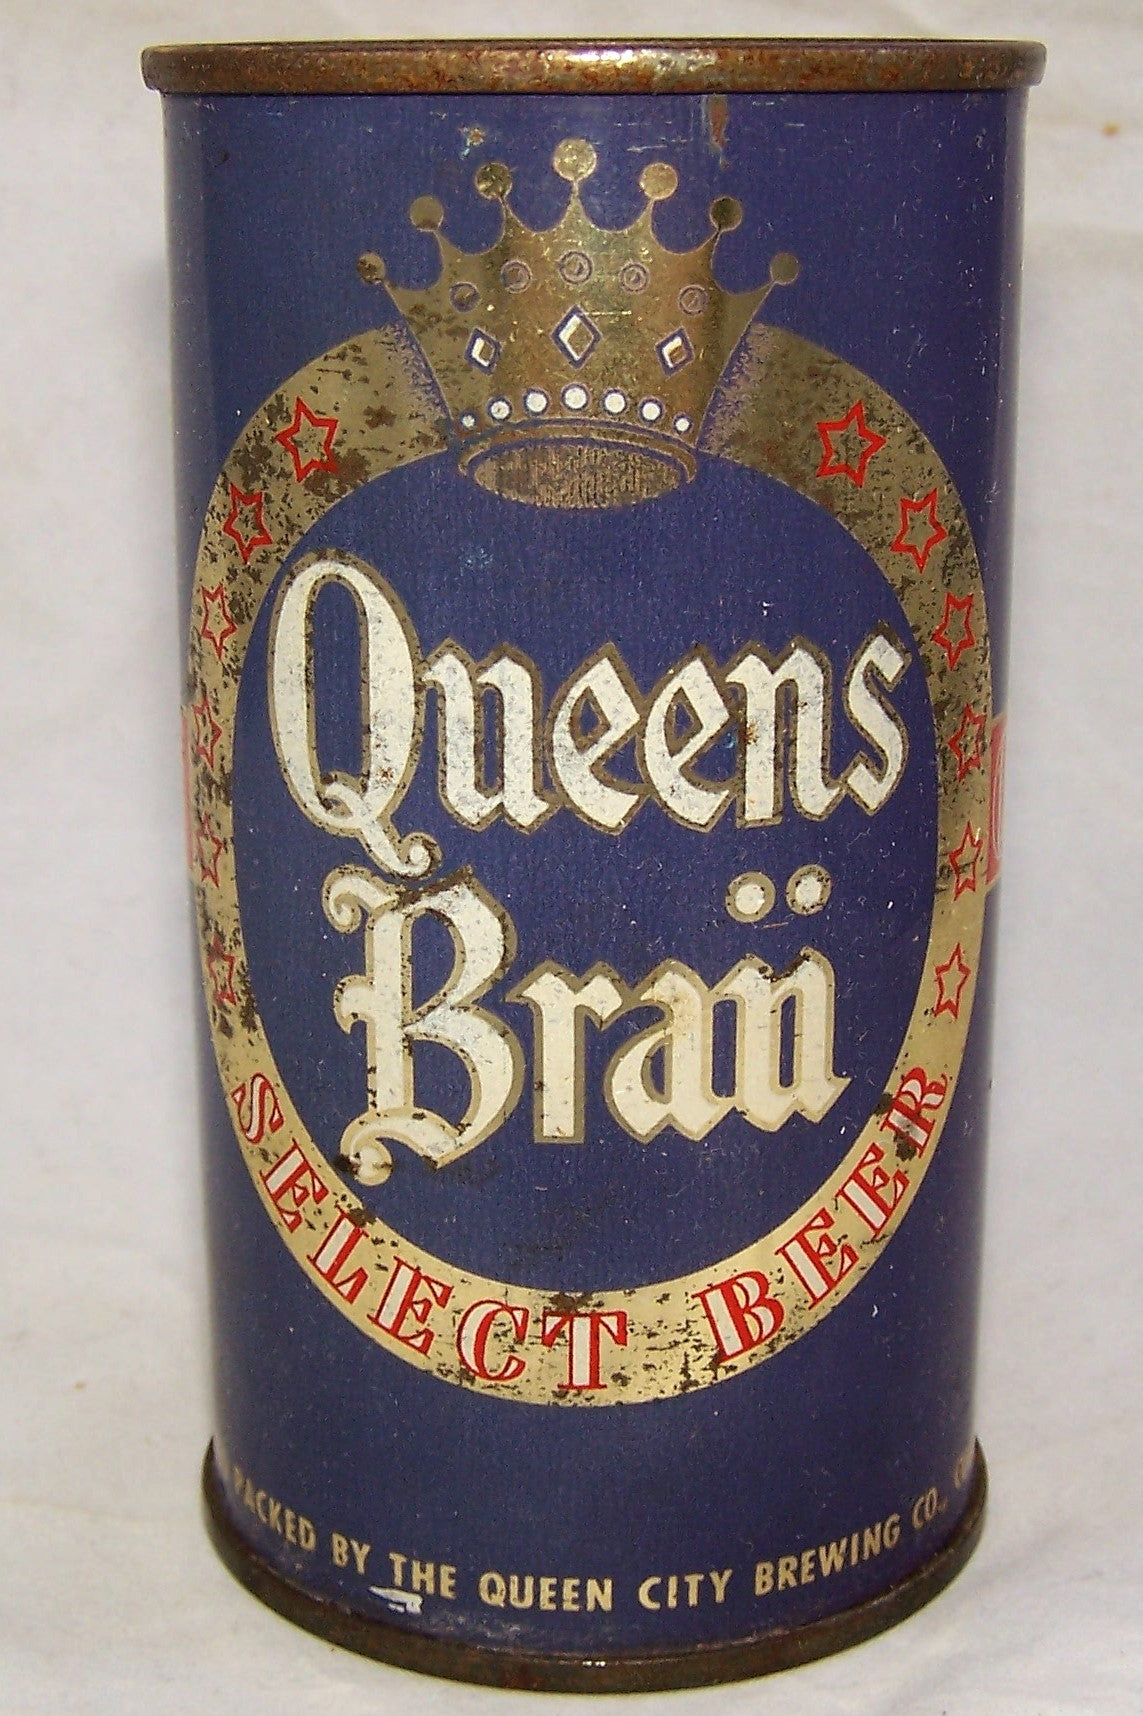 Queens
Braü
SELECT BEER
PACKED BY THE QUEEN CITY BREWING CO.,